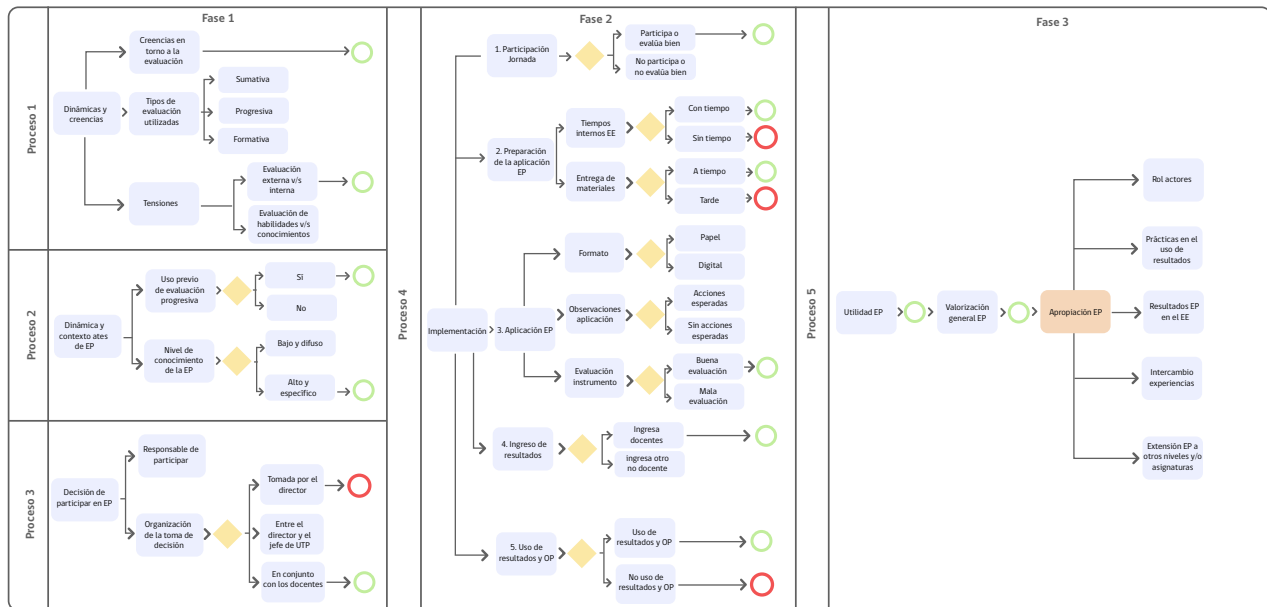 Fase 1
Proceso 1
Dinámicas y
creencias
Creencias en
torno a la
evaluación
Tipos de
evaluación
utilizadas
Sumativa
Progresiva
Formativa
Tensiones
Evaluación
externa v/s
interna
Evaluación de
habilidades v/s
conocimientos
Proceso 2
Dinámica y
contexto ates
de EP
Uso previo
de evaluación
progresiva
Sí
No
Nivel de
conocimiento
de la EP
Bajo y difuso
Alto y
específico
Proceso 3
Decisión de
participar en EP
Responsable de
participar
Organización
de la toma de
decisión
Tomada por el
director
Entre el
director y el
jefe de UTP
En conjunto
con los docentes
Fase 2
Proceso 4
Implementación
1. Participación
Jornada
Participa o
evalúa bien
No participa o
no evalúa bien
2. Preparación
de la aplicación
EP
Tiempos
internos EE
Con tiempo
Sin tiempo
Entrega de
materiales
A tiempo
Tarde
3. Aplicación EP
Formato
Papel
Digital
Observaciones
aplicación
Acciones
esperadas
Sin acciones
esperadas
Evaluación
instrumento
Buena
evaluación
Mala
evaluación
4. Ingreso de
resultados
Ingresa
docentes
ingresa otro
no docente
5. Uso de
resultados y OP
Uso de
resultados y OP
No uso de
resultados y OP
Fase 3
Proceso 5
Utilidad EP
Valorización
general EP
Apropiación EP
Rol actores
Prácticas en el
uso de
resultados
Resultados EP
en el EE
Intercambio
experiencias
Extensión EP a
otros niveles y/o
asignaturas